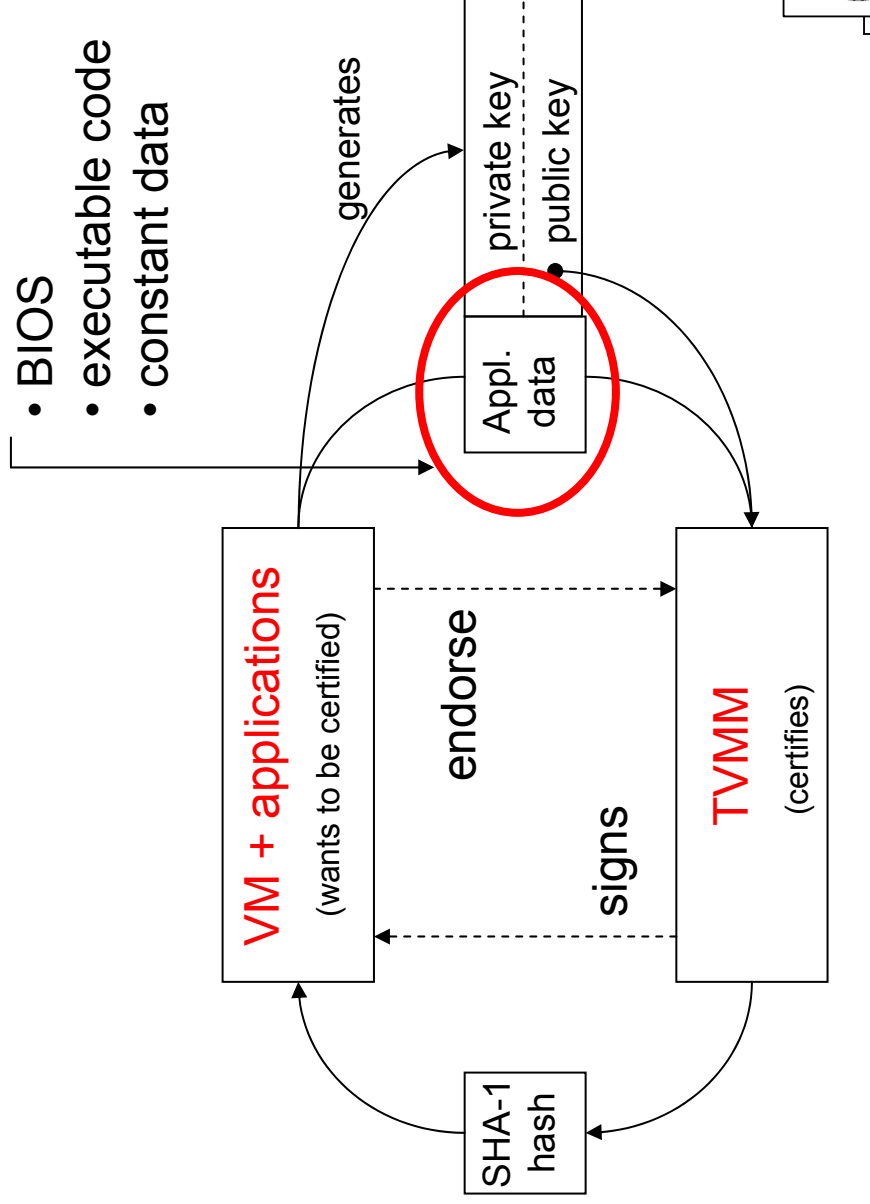 • BIOS
• executable code
• constant data
generates
private key
public key
Appl.
data
VM + applications
(wants to be certified)
endorse
signs
TVMM
(certifies)
SHA-1
hash